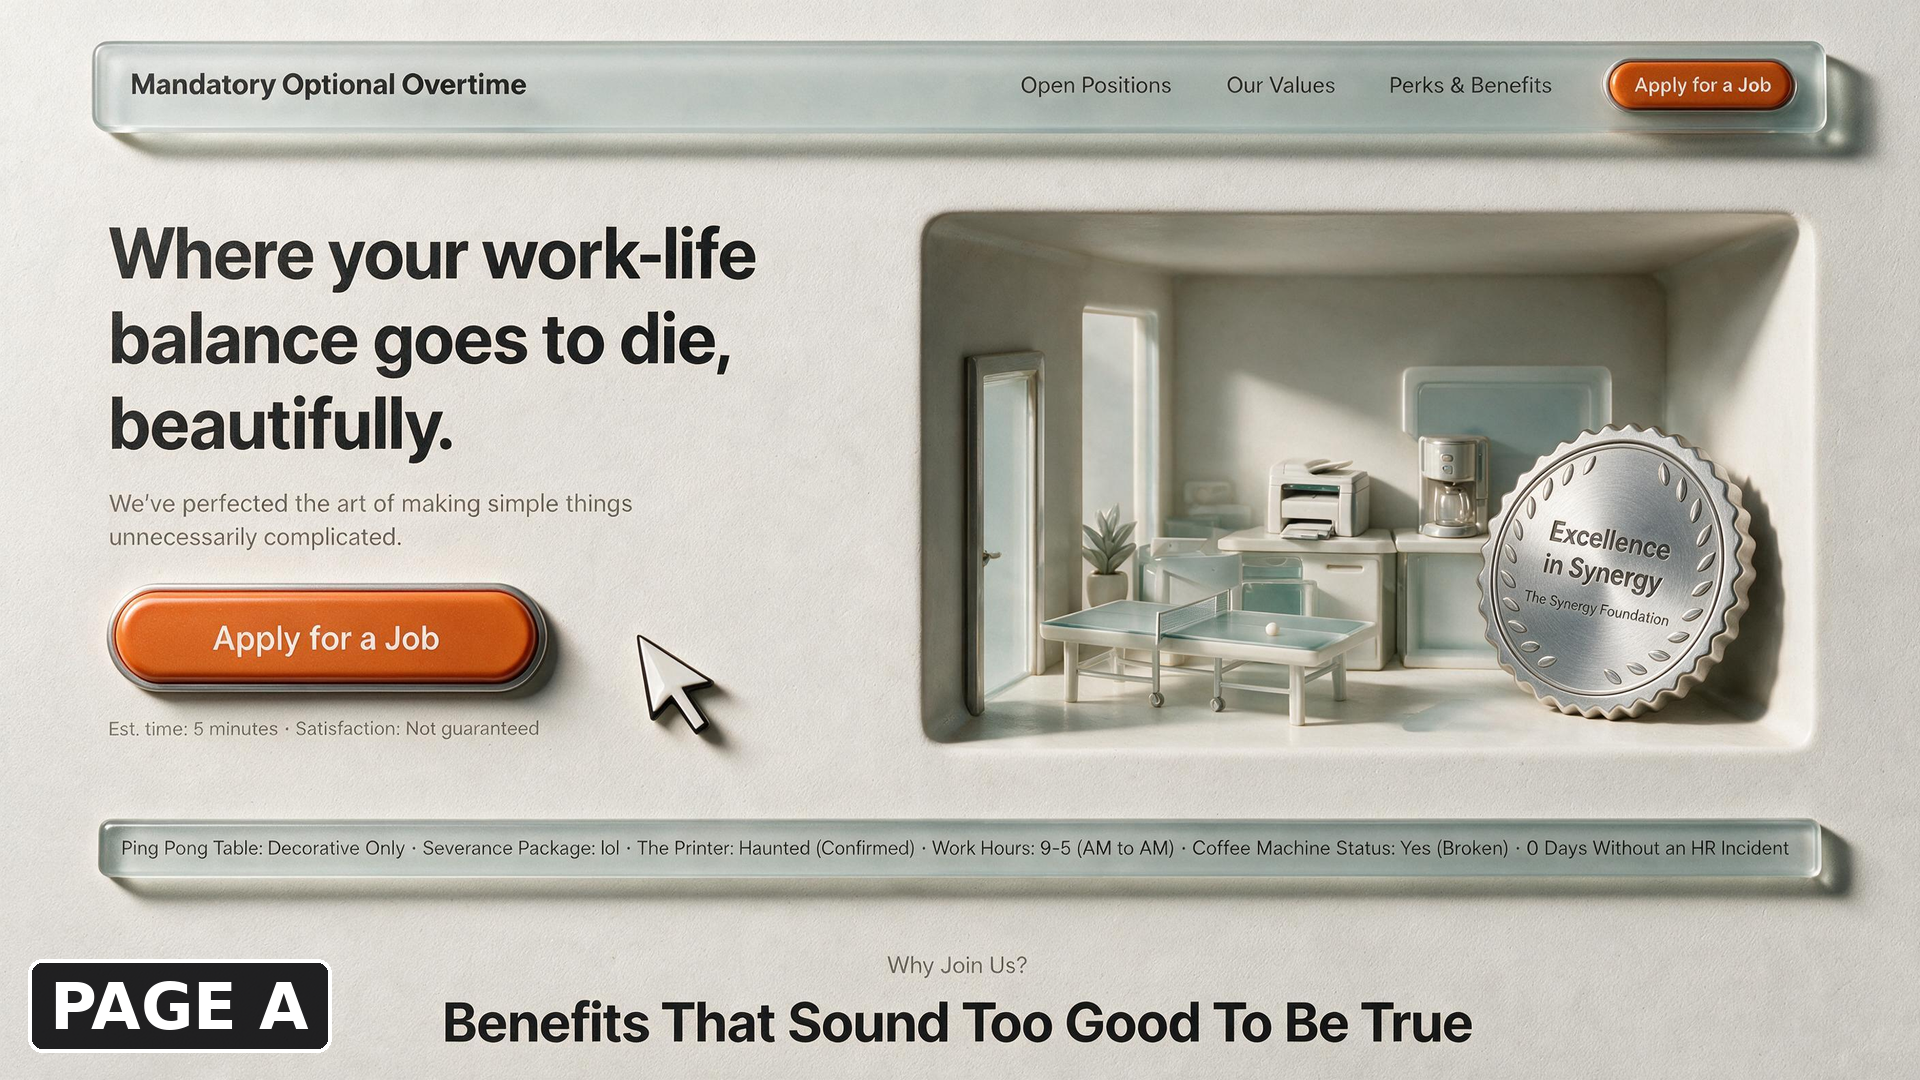 Mandatory Optional Overtime
Open Positions
Our Values
Perks & Benefits
Apply for a Job
Where your work-life
balance goes to die,
beautifully.
We've perfected the art of making simple things
unnecessarily complicated.
Apply for a Job
Est. time: 5 minutes · Satisfaction: Not guaranteed
Excellence
in Synergy
The Synergy Foundation
Ping Pong Table: Decorative Only · Severance Package: lol · The Printer: Haunted (Confirmed) · Work Hours: 9-5 (AM to AM) · Coffee Machine Status: Yes (Broken) · 0 Days Without an HR Incident
Why Join Us?
Benefits That Sound Too Good To Be True
PAGE A